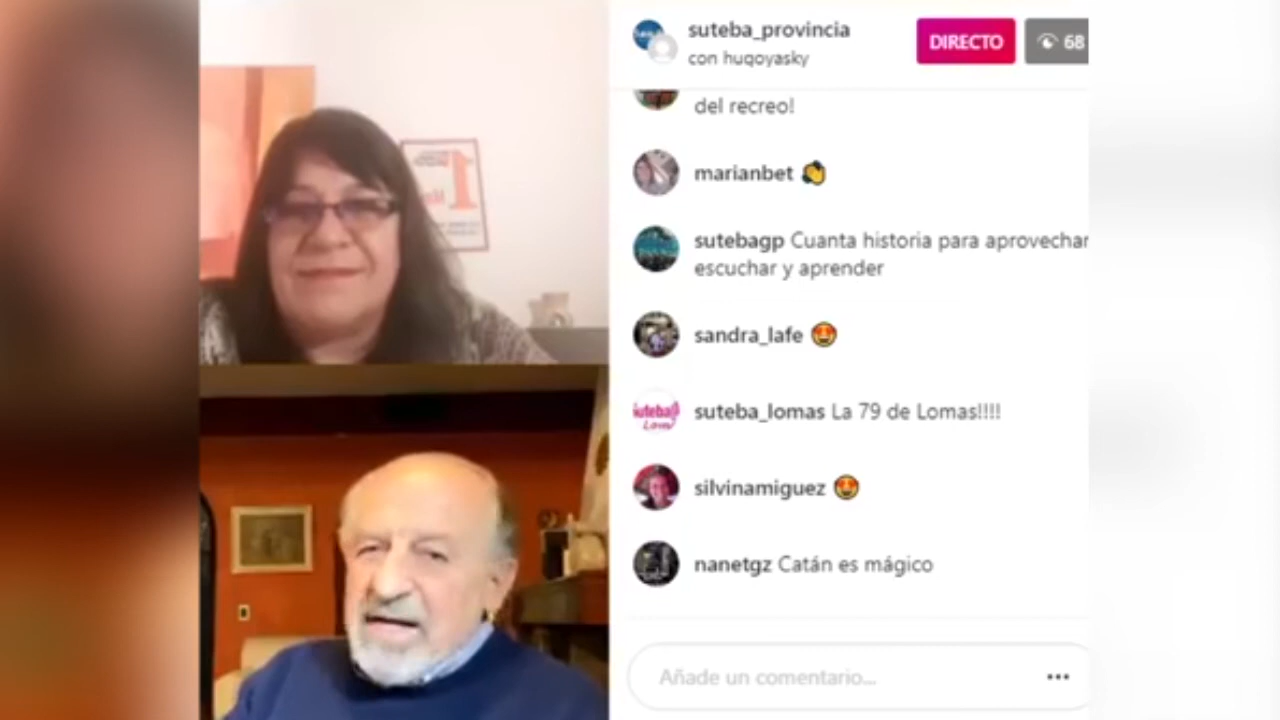 suteba_provincia
con hugoyasky
DIRECTO
68
del recreo!
marianbet
sutebagp Cuanta historia para aprovechar
escuchar y aprender
sandra_lafe
suteba_lomas La 79 de Lomas!!!!
silvinamiguez
nanetgz Catán es mágico
Añade un comentario...